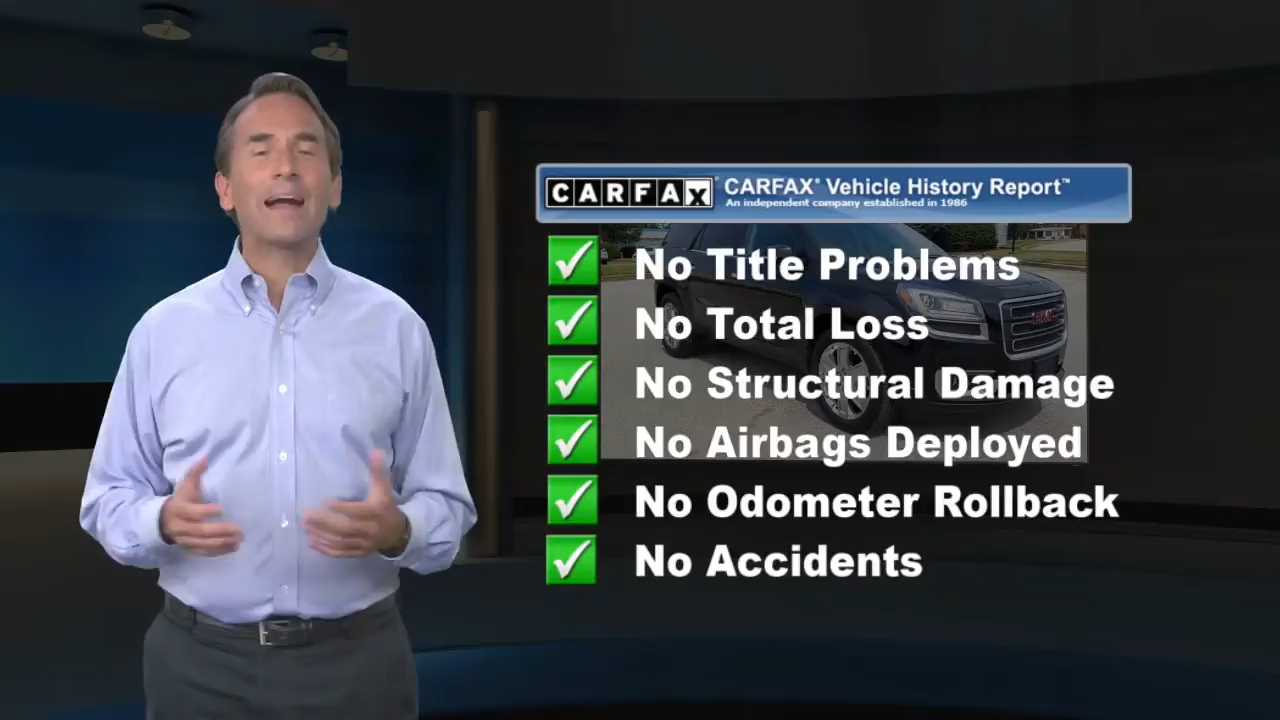 CARFAX
CARFAX® Vehicle History Report™
An independent company established in 1986
No Title Problems
No Total Loss
No Structural Damage
No Airbags Deployed
No Odometer Rollback
No Accidents
GMC